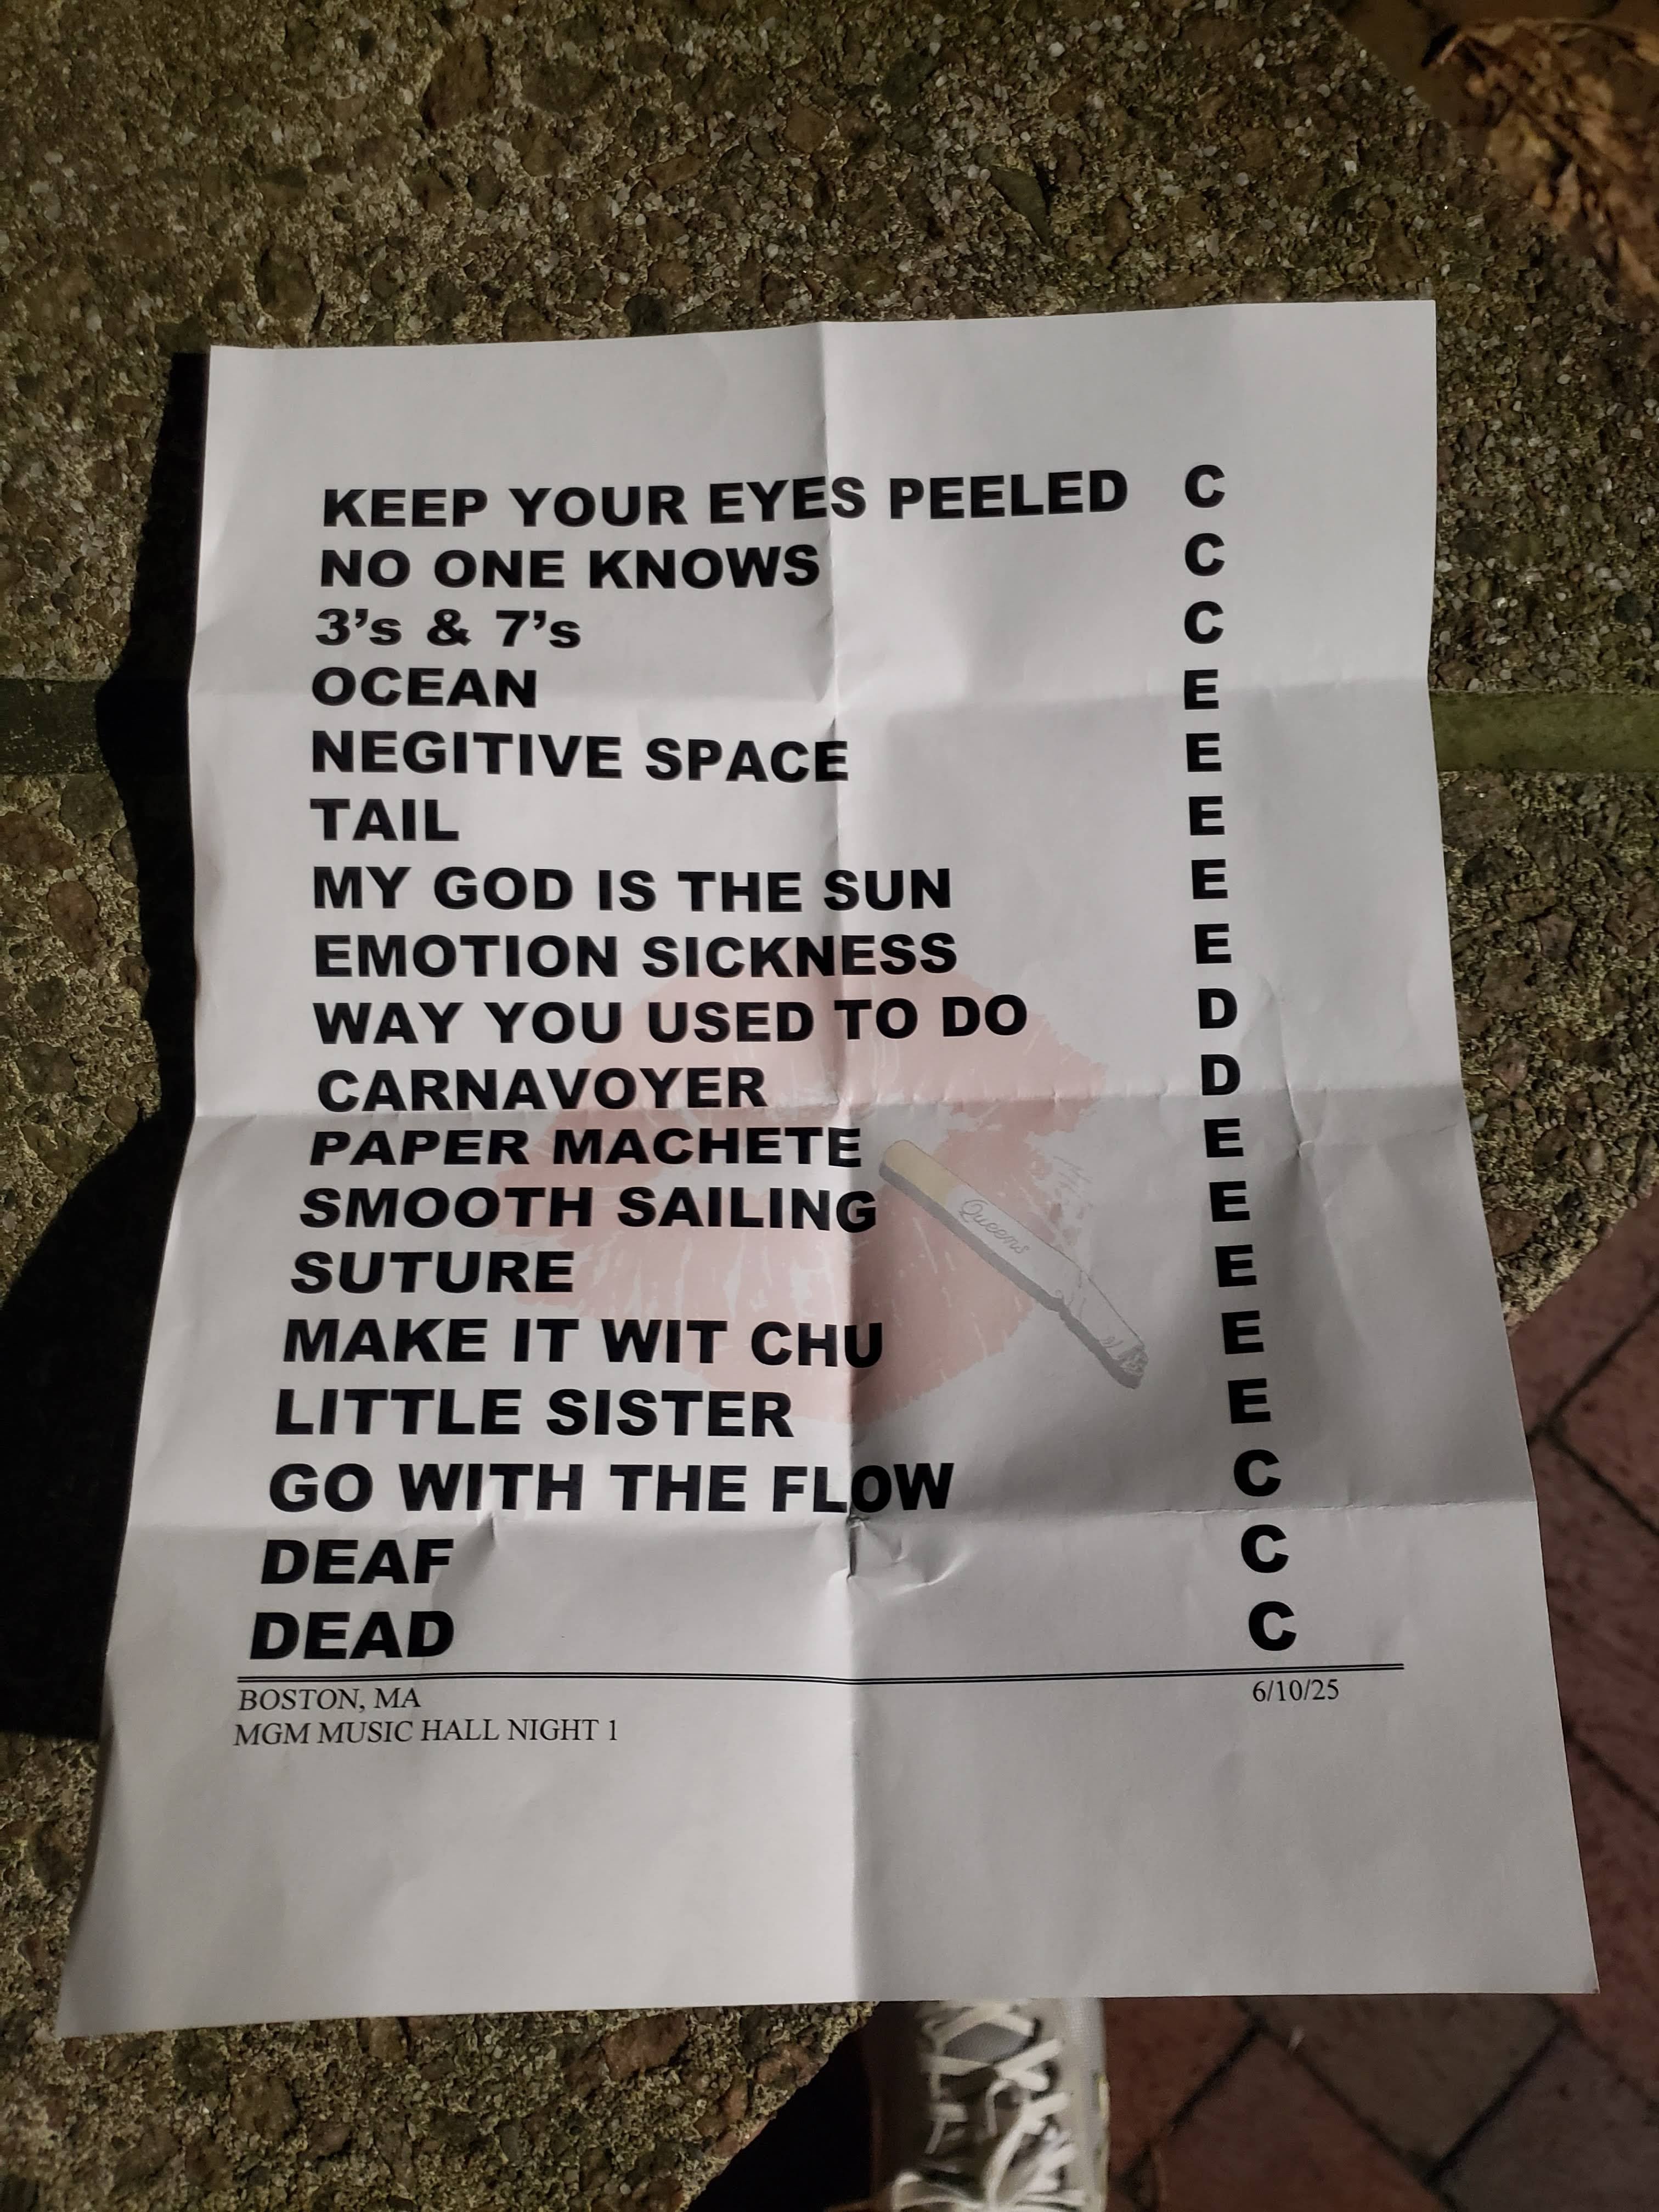 KEEP YOUR EYES PEELED C
NO ONE KNOWS C
3’s & 7’s C
OCEAN E
NEGITIVE SPACE E
TAIL E
MY GOD IS THE SUN E
EMOTION SICKNESS E
WAY YOU USED TO DO D
CARNAVOYER D
PAPER MACHETE E
SMOOTH SAILING E
SUTURE E
MAKE IT WIT CHU E
LITTLE SISTER E
GO WITH THE FLOW C
DEAF C
DEAD C
BOSTON, MA 6/10/25
MGM MUSIC HALL NIGHT 1
Queens